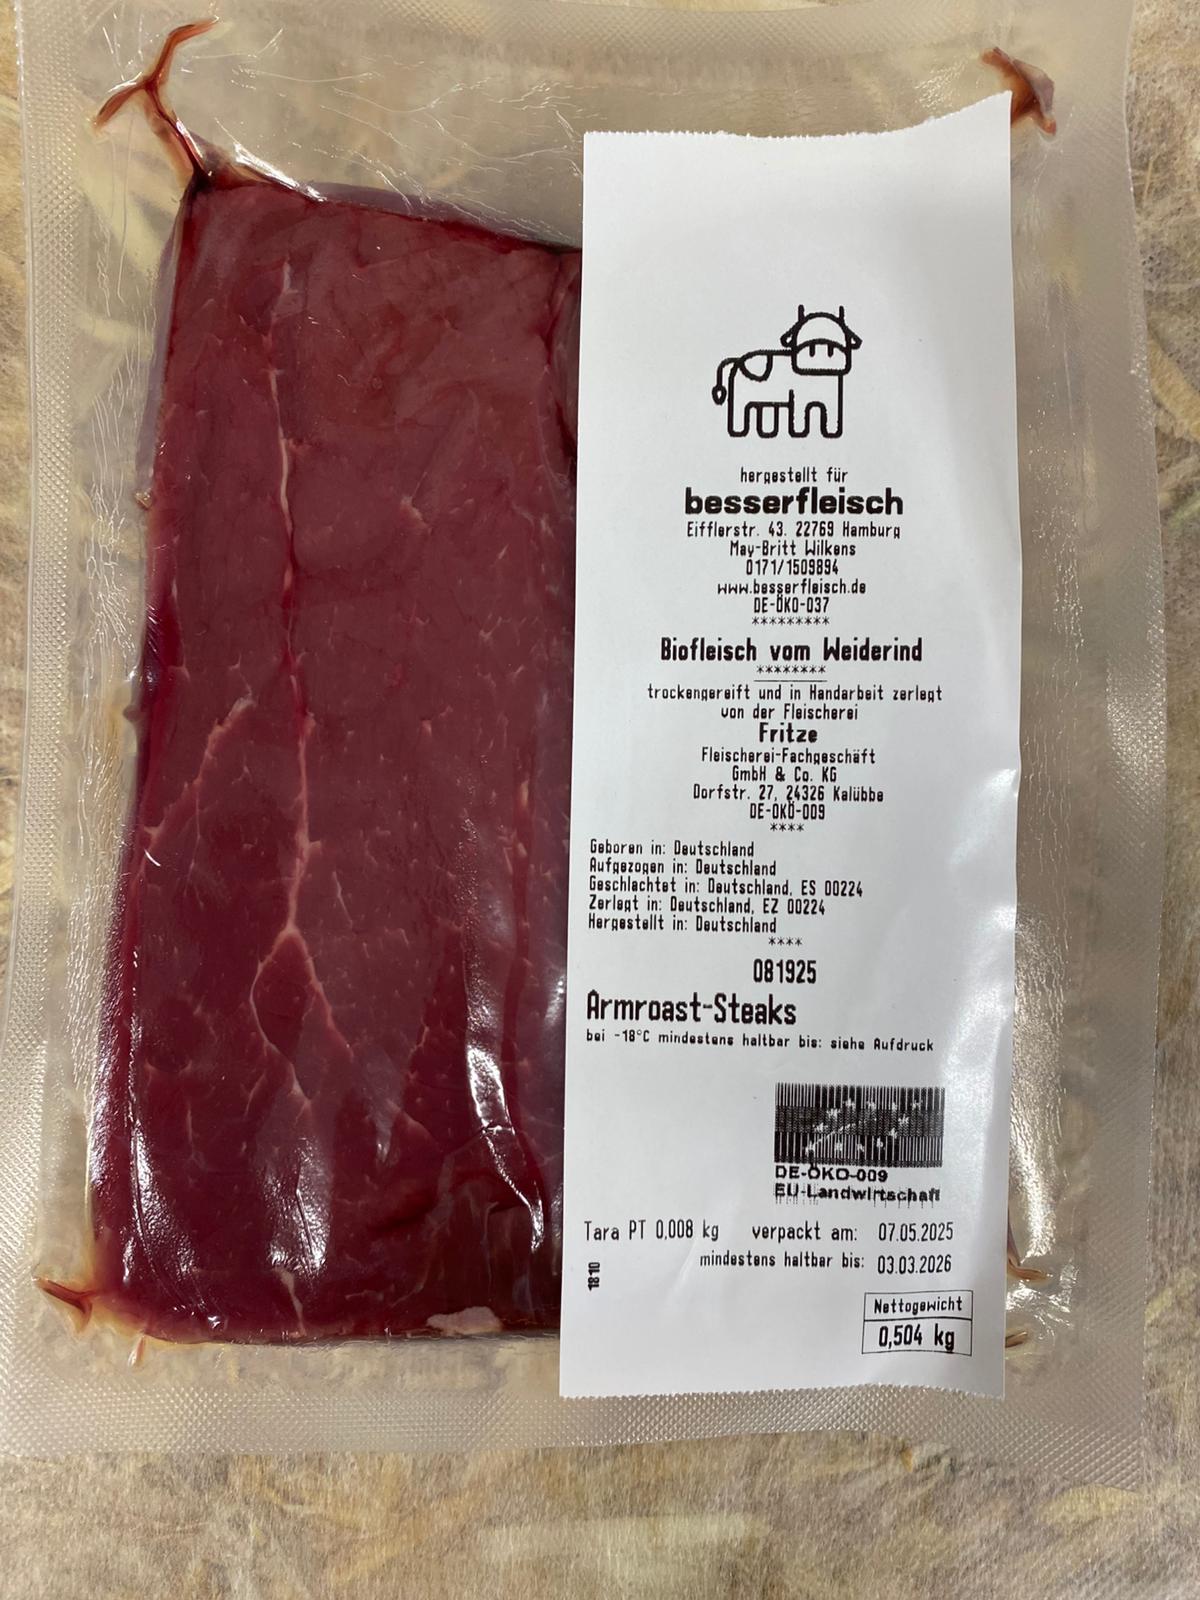 hergestellt für
besserfleisch
Eifflerstr. 43. 22769 Hamburg
May-Britt Wilkens
0171/1509894
www.besserfleisch.de
DE-ÖKO-037
*********
Biofleisch vom Weiderind
********
trockengereift und in Handarbeit zerlegt
von der Fleischerei
Fritze
Fleischerei-Fachgeschäft
GmbH & Co. KG
Dorfstr. 27, 24326 Kalübbe
DE-ÖKO-009
****
Geboren in: Deutschland
Aufgezogen in: Deutschland
Geschlachtet in: Deutschland, ES 00224
Zerlegt in: Deutschland, EZ 00224
Hergestellt in: Deutschland
****
081925
Armroast-Steaks
bei -18°C mindestens haltbar bis: siehe Aufdruck
DE-ÖKO-009
EU-Landwirtschaft
Tara PT 0,008 kg verpackt am: 07.05.2025
mindestens haltbar bis: 03.03.2026
1810
Nettogewicht
0,504 kg